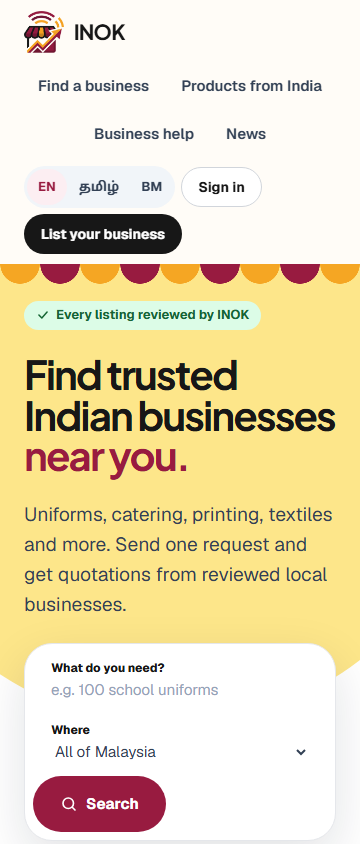 INOK
Find a business
Products from India
Business help
News
EN
தமிழ்
BM
Sign in
List your business
Every listing reviewed by INOK
Find trusted
Indian businesses
near you.
Uniforms, catering, printing, textiles
and more. Send one request and
get quotations from reviewed local
businesses.
What do you need?
e.g. 100 school uniforms
Where
All of Malaysia
Search